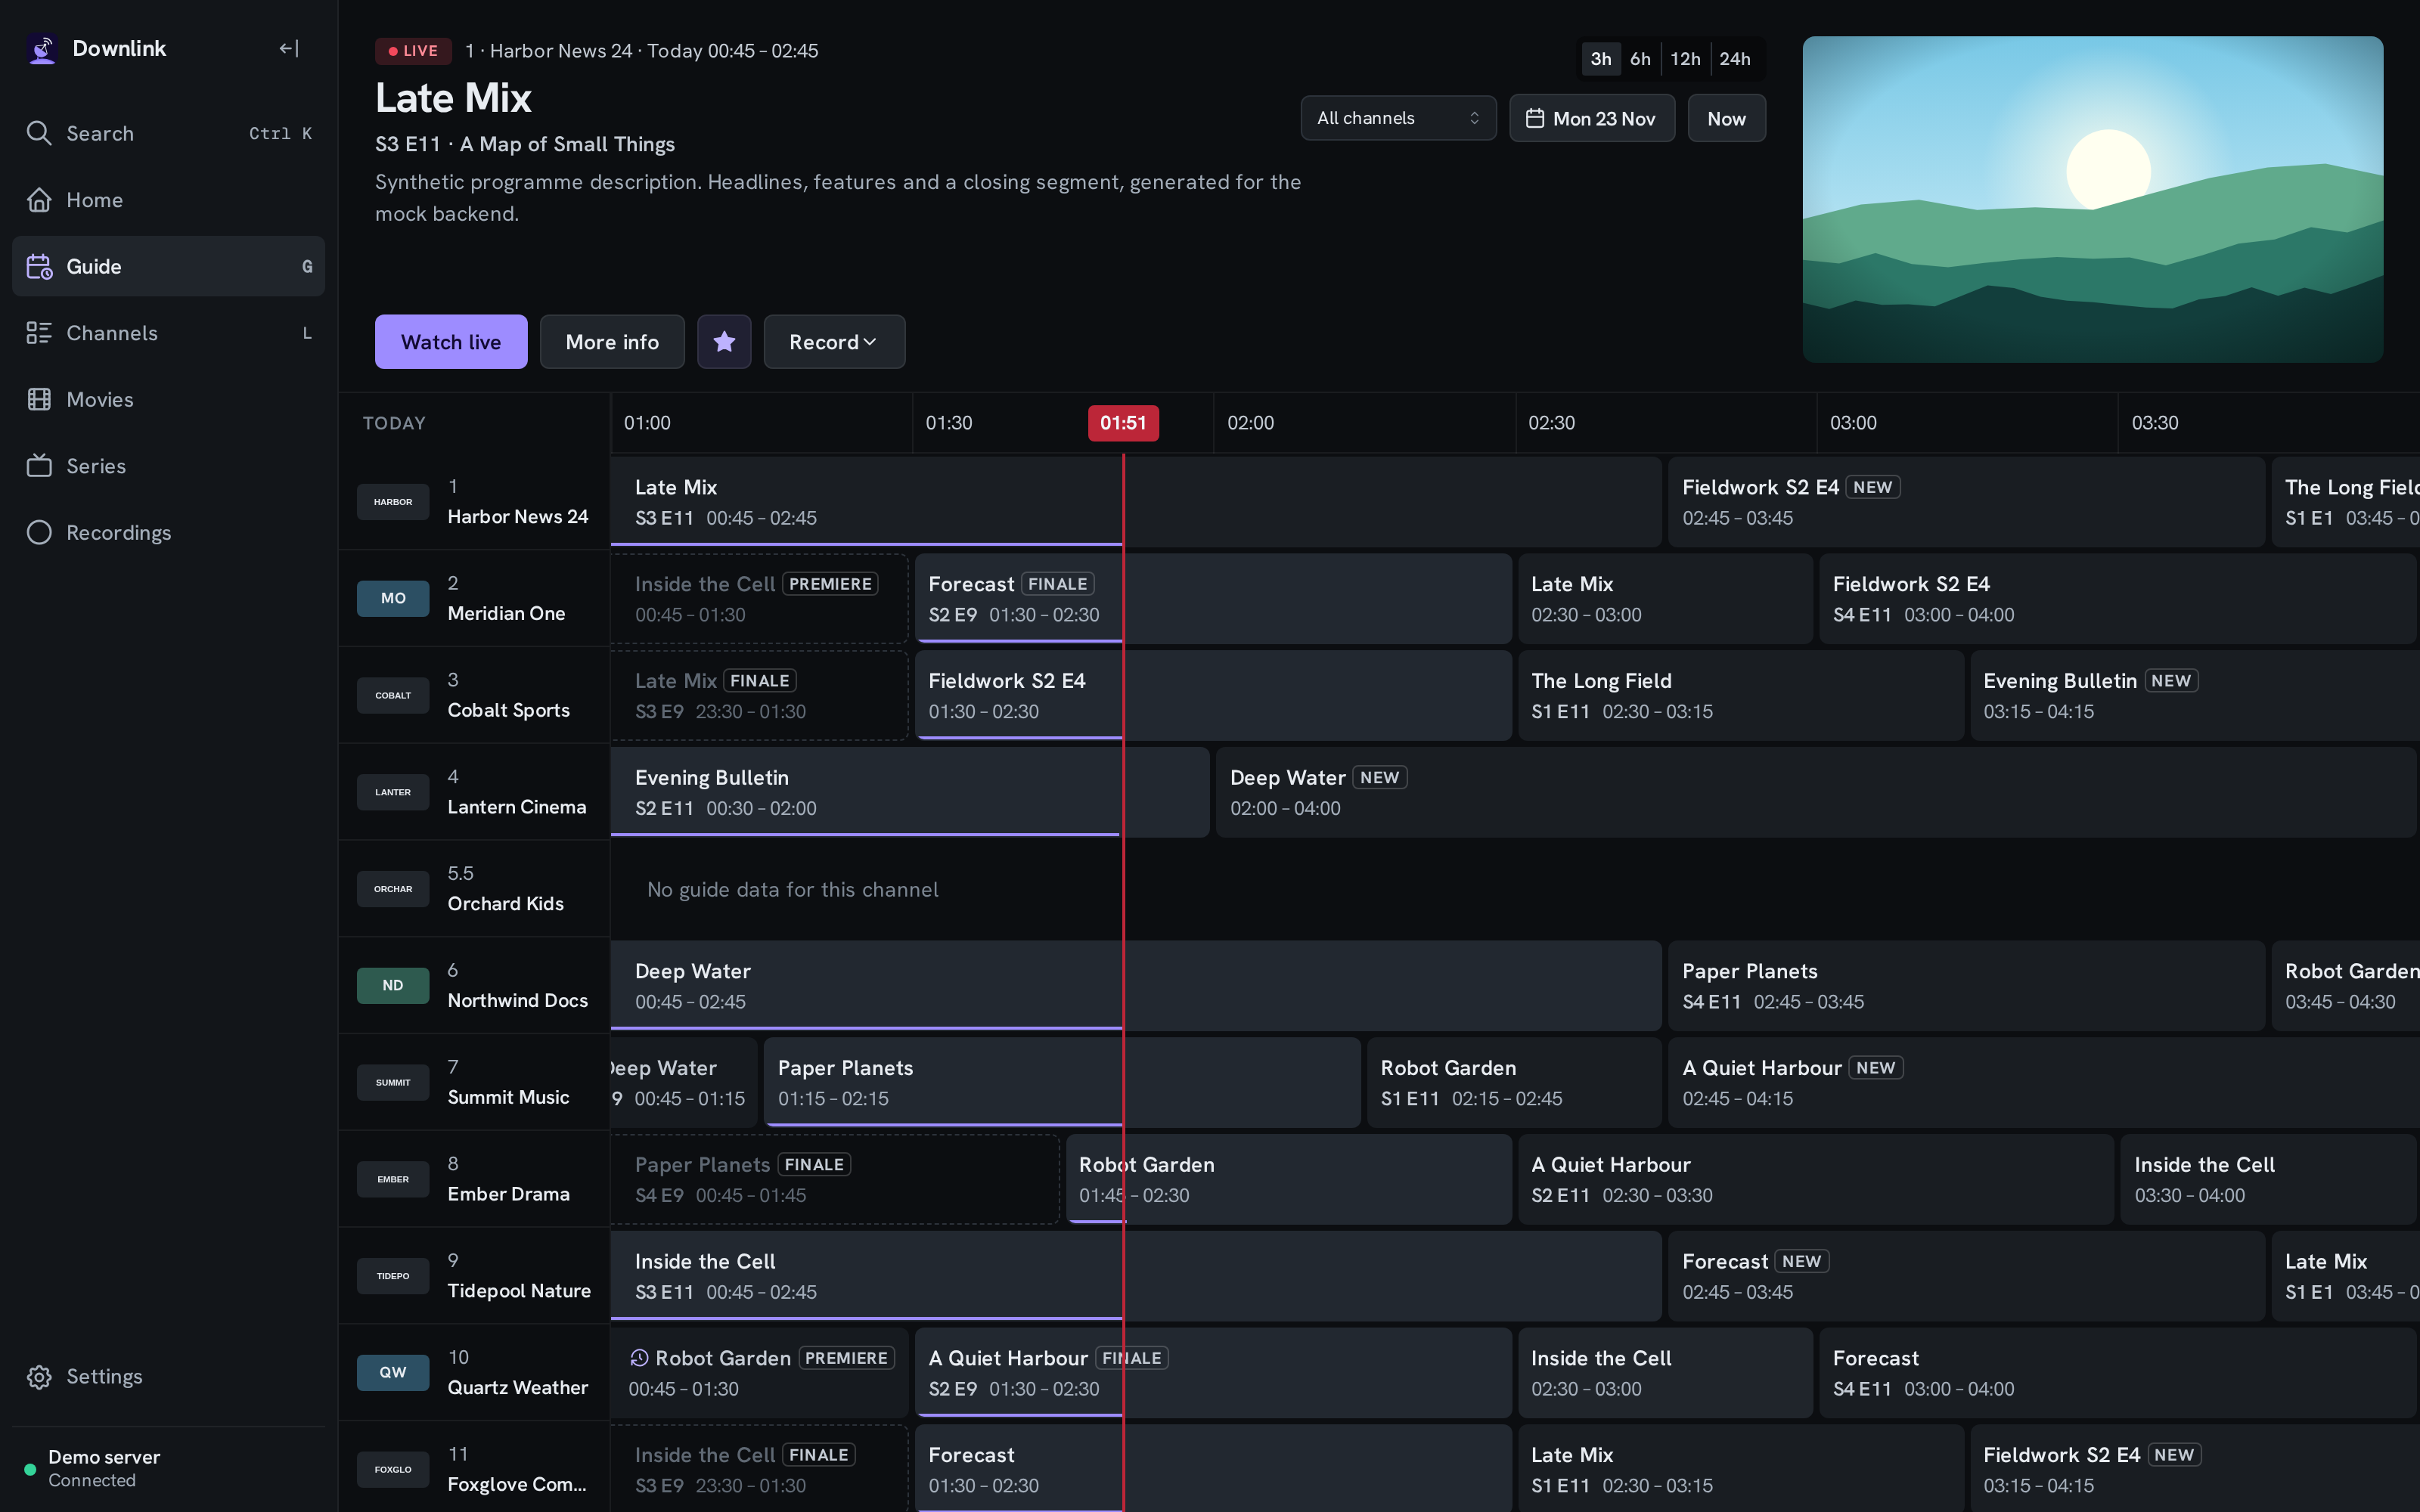 Downlink
Search Ctrl K
Home
Guide G
Channels L
Movies
Series
Recordings
Settings
Demo server
Connected
LIVE 1 · Harbor News 24 · Today 00:45 – 02:45
Late Mix
S3 E11 · A Map of Small Things
Synthetic programme description. Headlines, features and a closing segment, generated for the
mock backend.
3h 6h 12h 24h
All channels Mon 23 Nov Now
Watch live More info Record
TODAY 01:00 01:30 01:51 02:00 02:30 03:00 03:30
HARBOR 1
Harbor News 24
Late Mix
S3 E11 00:45 – 02:45
Fieldwork S2 E4 NEW
02:45 – 03:45
The Long Field
S1 E1 03:45 – 0
MO 2
Meridian One
Inside the Cell PREMIERE
00:45 – 01:30
Forecast FINALE
S2 E9 01:30 – 02:30
Late Mix
02:30 – 03:00
Fieldwork S2 E4
S4 E11 03:00 – 04:00
COBALT 3
Cobalt Sports
Late Mix FINALE
S3 E9 23:30 – 01:30
Fieldwork S2 E4
01:30 – 02:30
The Long Field
S1 E11 02:30 – 03:15
Evening Bulletin NEW
03:15 – 04:15
LANTER 4
Lantern Cinema
Evening Bulletin
S2 E11 00:30 – 02:00
Deep Water NEW
02:00 – 04:00
ORCHAR 5.5
Orchard Kids
No guide data for this channel
ND 6
Northwind Docs
Deep Water
00:45 – 02:45
Paper Planets
S4 E11 02:45 – 03:45
Robot Garden
03:45 – 04:30
SUMMIT 7
Summit Music
Deep Water
9 00:45 – 01:15
Paper Planets
01:15 – 02:15
Robot Garden
S1 E11 02:15 – 02:45
A Quiet Harbour NEW
02:45 – 04:15
EMBER 8
Ember Drama
Paper Planets FINALE
S4 E9 00:45 – 01:45
Robot Garden
01:45 – 02:30
A Quiet Harbour
S2 E11 02:30 – 03:30
Inside the Cell
03:30 – 04:00
TIDEPO 9
Tidepool Nature
Inside the Cell
S3 E11 00:45 – 02:45
Forecast NEW
02:45 – 03:45
Late Mix
S1 E1 03:45 – 0
QW 10
Quartz Weather
Robot Garden PREMIERE
00:45 – 01:30
A Quiet Harbour FINALE
S2 E9 01:30 – 02:30
Inside the Cell
02:30 – 03:00
Forecast
S4 E11 03:00 – 04:00
FOXGLO 11
Foxglove Com...
Inside the Cell FINALE
S3 E9 23:30 – 01:30
Forecast
01:30 – 02:30
Late Mix
S1 E11 02:30 – 03:15
Fieldwork S2 E4 NEW
03:15 – 04:15